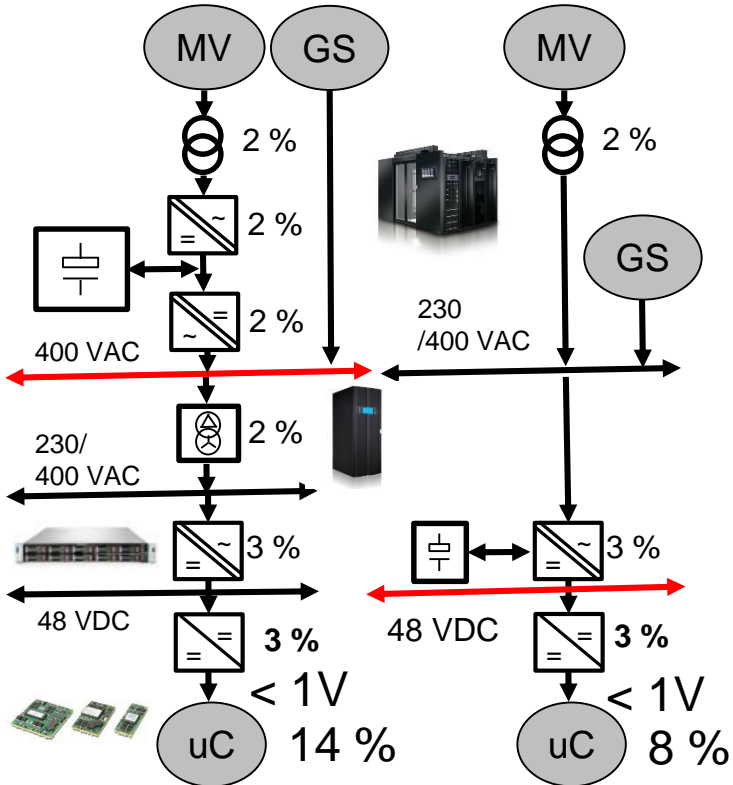 MV
GS
MV
2 %
2 %
~
=
2 %
GS
=
~
2 %
230
/400 VAC
400 VAC
2 %
230/
400 VAC
~
=
3 %
~
=
3 %
48 VDC
48 VDC
=
=
3 %
=
=
3 %
< 1V
< 1V
uC
14 %
uC
8 %